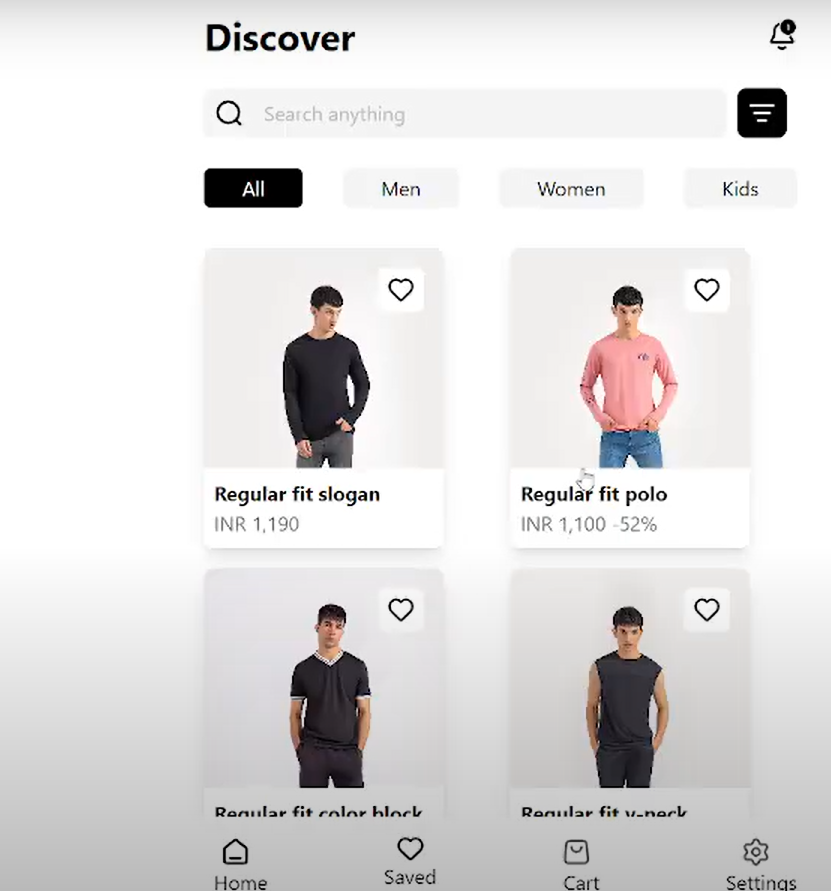 Discover
Search anything
All Men Women Kids
Regular fit slogan
INR 1,190
Regular fit polo
INR 1,100 -52%
Regular fit color block
Regular fit v-neck
Home Saved Cart Settings